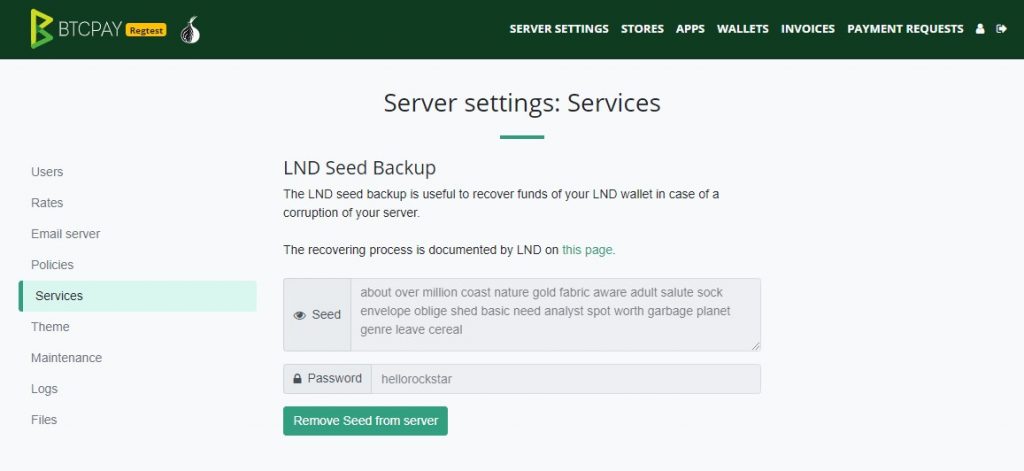 BTCPAY Regtest SERVER SETTINGS STORES APPS WALLETS INVOICES PAYMENT REQUESTS
Server settings: Services
Users
Rates
Email server
Policies
Services
Theme
Maintenance
Logs
Files
LND Seed Backup
The LND seed backup is useful to recover funds of your LND wallet in case of a
corruption of your server.
The recovering process is documented by LND on this page.
Seed
about over million coast nature gold fabric aware adult salute sock
envelope oblige shed basic need analyst spot worth garbage planet
genre leave cereal
Password hellorockstar
Remove Seed from server